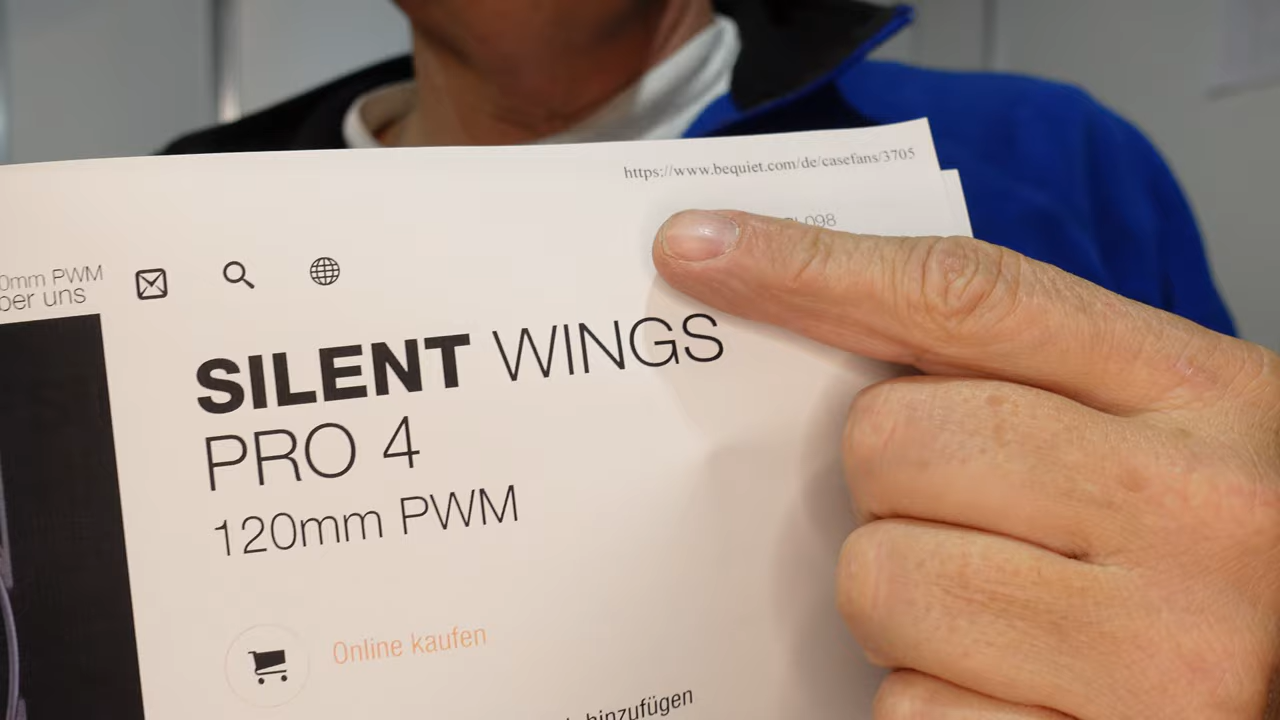 https://www.bequiet.com/de/casefans/3705
098
0mm PWM
ber uns
SILENT WINGS
PRO 4
120mm PWM
Online kaufen
hinzufügen